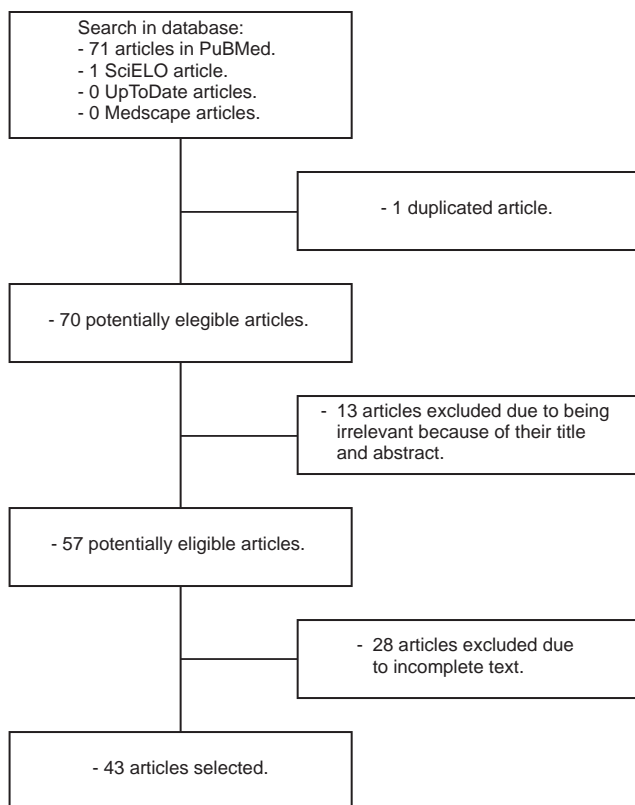 Search in database:
- 71 articles in PuBMed.
- 1 SciELO article.
- 0 UpToDate articles.
- 0 Medscape articles.
- 1 duplicated article.
- 70 potentially elegible articles.
- 13 articles excluded due to being
irrelevant because of their title
and abstract.
- 57 potentially eligible articles.
- 28 articles excluded due
to incomplete text.
- 43 articles selected.